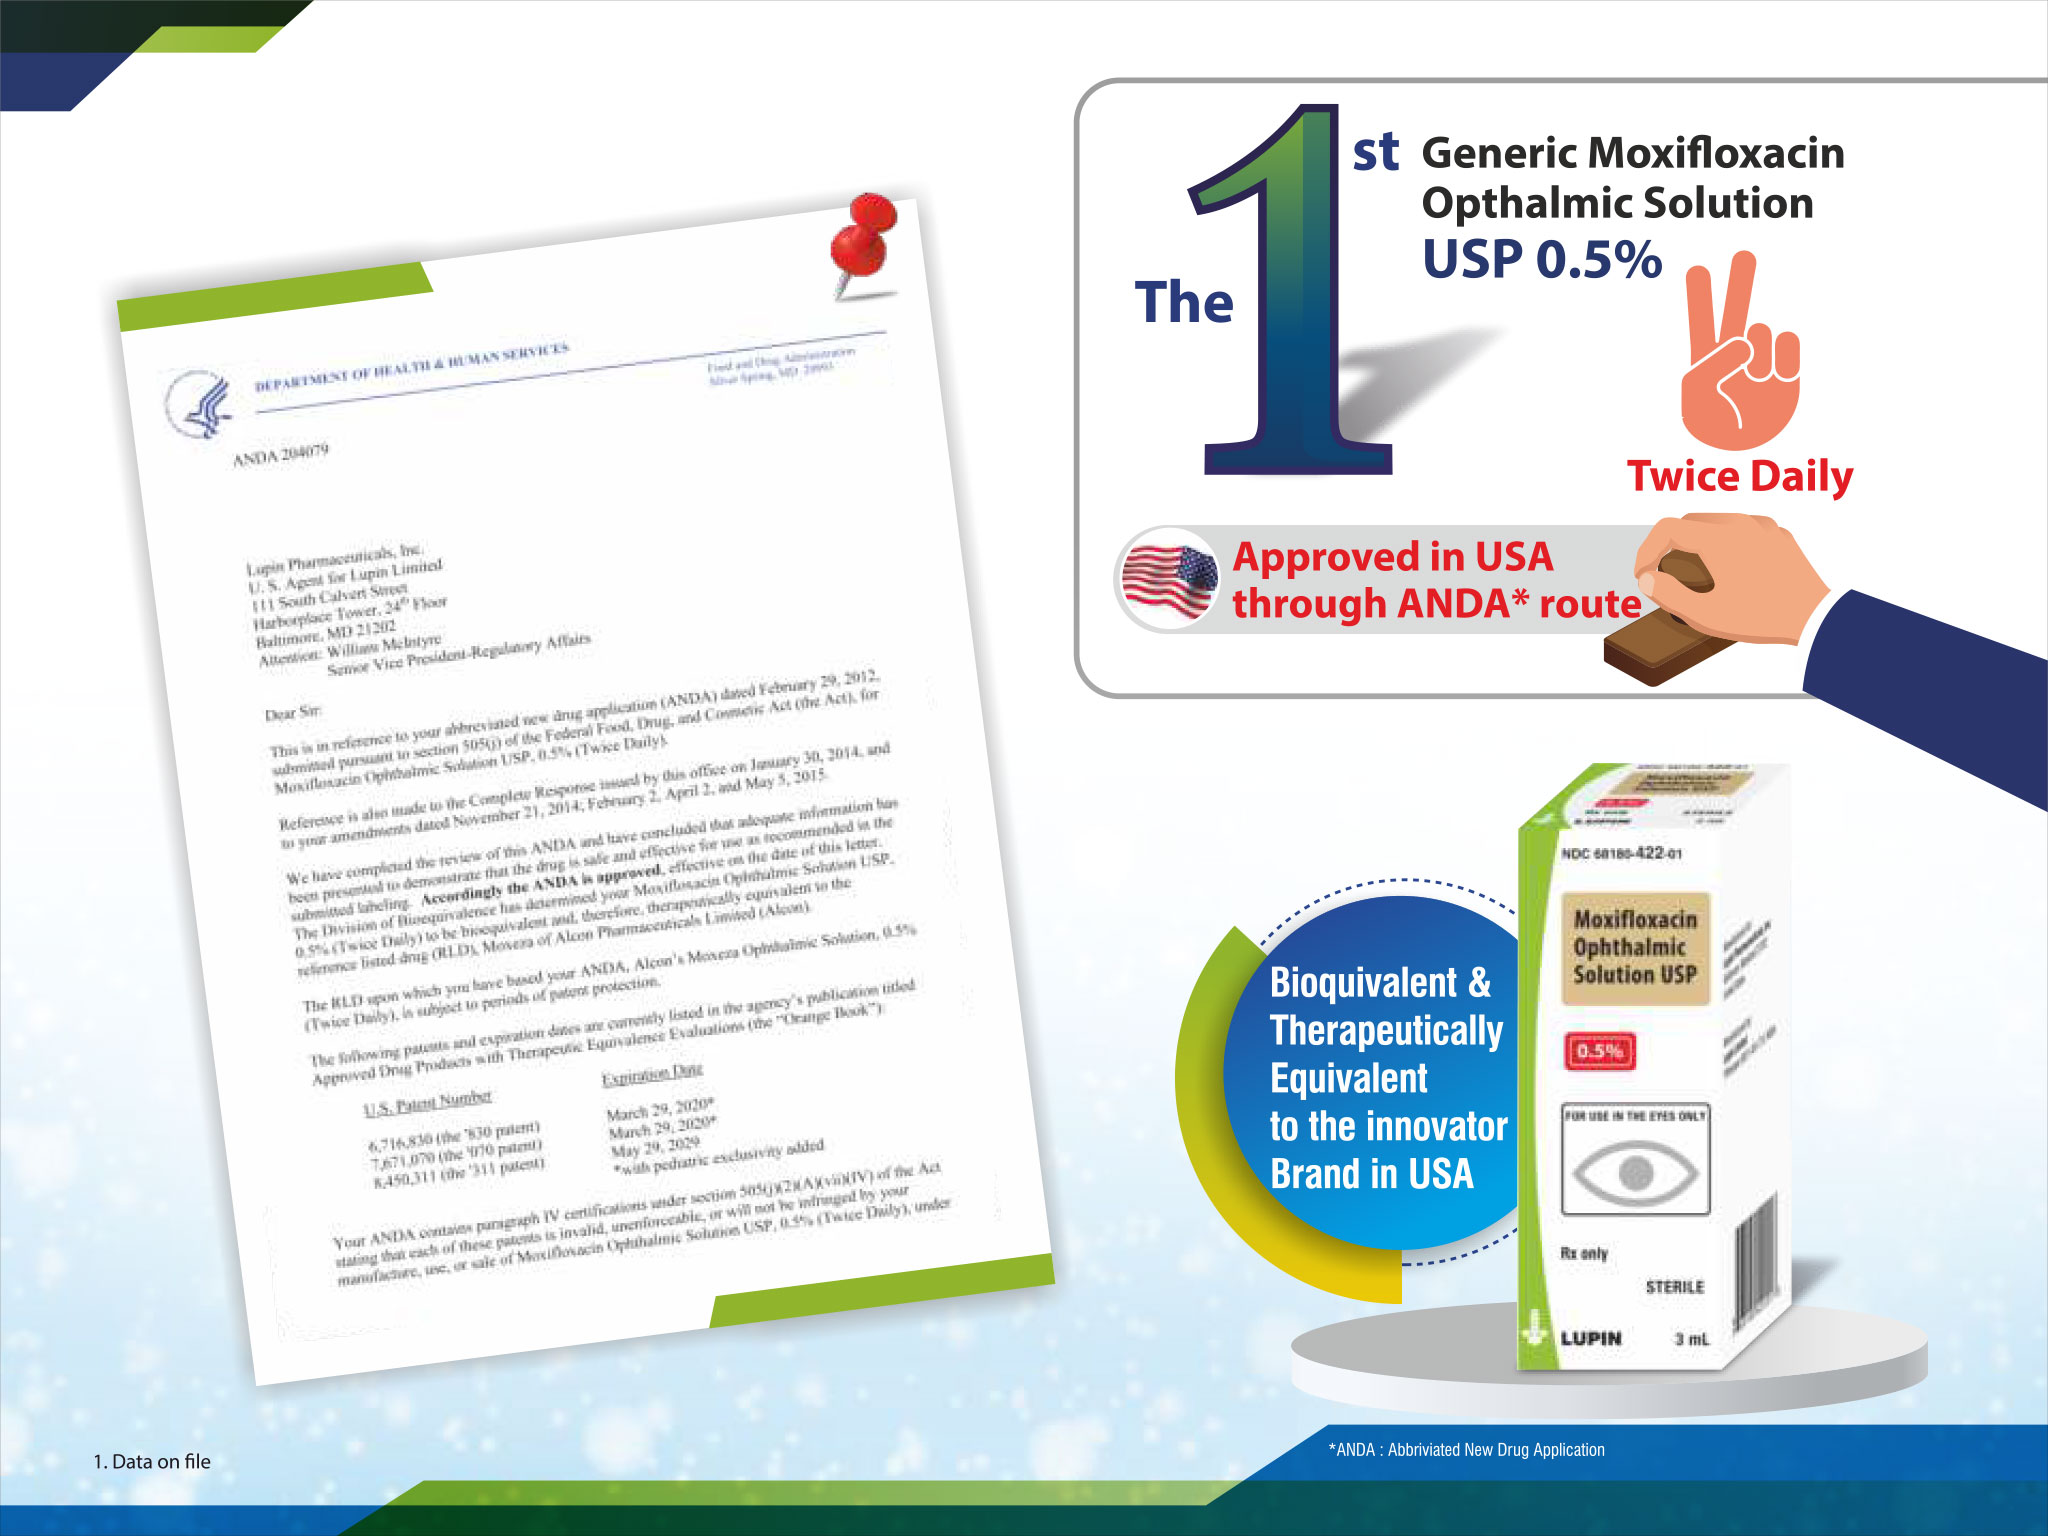 DEPARTMENT OF HEALTH & HUMAN SERVICES
Food and Drug Administration
Silver Spring, MD 20993
ANDA 204079
Lupin Pharmaceuticals, Inc.
U. S. Agent for Lupin Limited
111 South Calvert Street
Harborplace Tower, 24th Floor
Baltimore, MD 21202
Attention: William McIntyre
Senior Vice President-Regulatory Affairs
Dear Sir:
This is in reference to your abbreviated new drug application (ANDA) dated February 29, 2012,
submitted pursuant to section 505(j) of the Federal Food, Drug, and Cosmetic Act (the Act), for
Moxifloxacin Ophthalmic Solution USP, 0.5% (Twice Daily).
Reference is also made to the Complete Response issued by this office on January 30, 2014, and
to your amendments dated November 21, 2014; February 2, April 2, and May 5, 2015.
We have completed the review of this ANDA and have concluded that adequate information has
been presented to demonstrate that the drug is safe and effective for use as recommended in the
submitted labeling. Accordingly the ANDA is approved, effective on the date of this letter.
The Division of Bioequivalence has determined your Moxifloxacin Ophthalmic Solution USP,
0.5% (Twice Daily) to be bioequivalent and, therefore, therapeutically equivalent to the
reference listed drug (RLD), Moxeza of Alcon Pharmaceuticals Limited (Alcon).
The RLD upon which you have based your ANDA, Alcon's Moxeza Ophthalmic Solution, 0.5%
(Twice Daily), is subject to periods of patent protection.
The following patents and expiration dates are currently listed in the agency's publication titled
Approved Drug Products with Therapeutic Equivalence Evaluations (the "Orange Book"):
U.S. Patent Number Expiration Date
6,716,830 (the '830 patent) March 29, 2020*
7,671,070 (the '070 patent) March 29, 2020*
8,450,311 (the '311 patent) May 29, 2029
*with pediatric exclusivity added
Your ANDA contains paragraph IV certifications under section 505(j)(2)(A)(vii)(IV) of the Act
stating that each of these patents is invalid, unenforceable, or will not be infringed by your
manufacture, use, or sale of Moxifloxacin Ophthalmic Solution USP, 0.5% (Twice Daily), under
The 1st
Generic Moxifloxacin
Opthalmic Solution
USP 0.5%
Twice Daily
Approved in USA
through ANDA* route
Bioquivalent &
Therapeutically
Equivalent
to the innovator
Brand in USA
NDC 68180-422-01
Moxifloxacin
Ophthalmic
Solution USP
0.5%
FOR USE IN THE EYES ONLY
Rx only
STERILE
LUPIN 3 mL
1. Data on file
*ANDA : Abbriviated New Drug Application